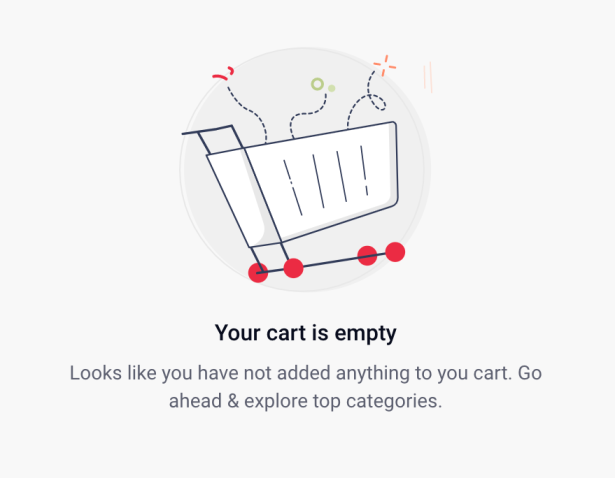 Your cart is empty
Looks like you have not added anything to you cart. Go
ahead & explore top categories.